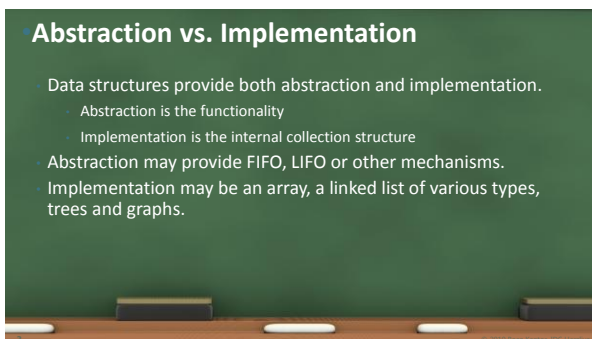 Abstraction vs. Implementation
Data structures provide both abstraction and implementation.
Abstraction is the functionality
Implementation is the internal collection structure
Abstraction may provide FIFO, LIFO or other mechanisms.
Implementation may be an array, a linked list of various types,
trees and graphs.